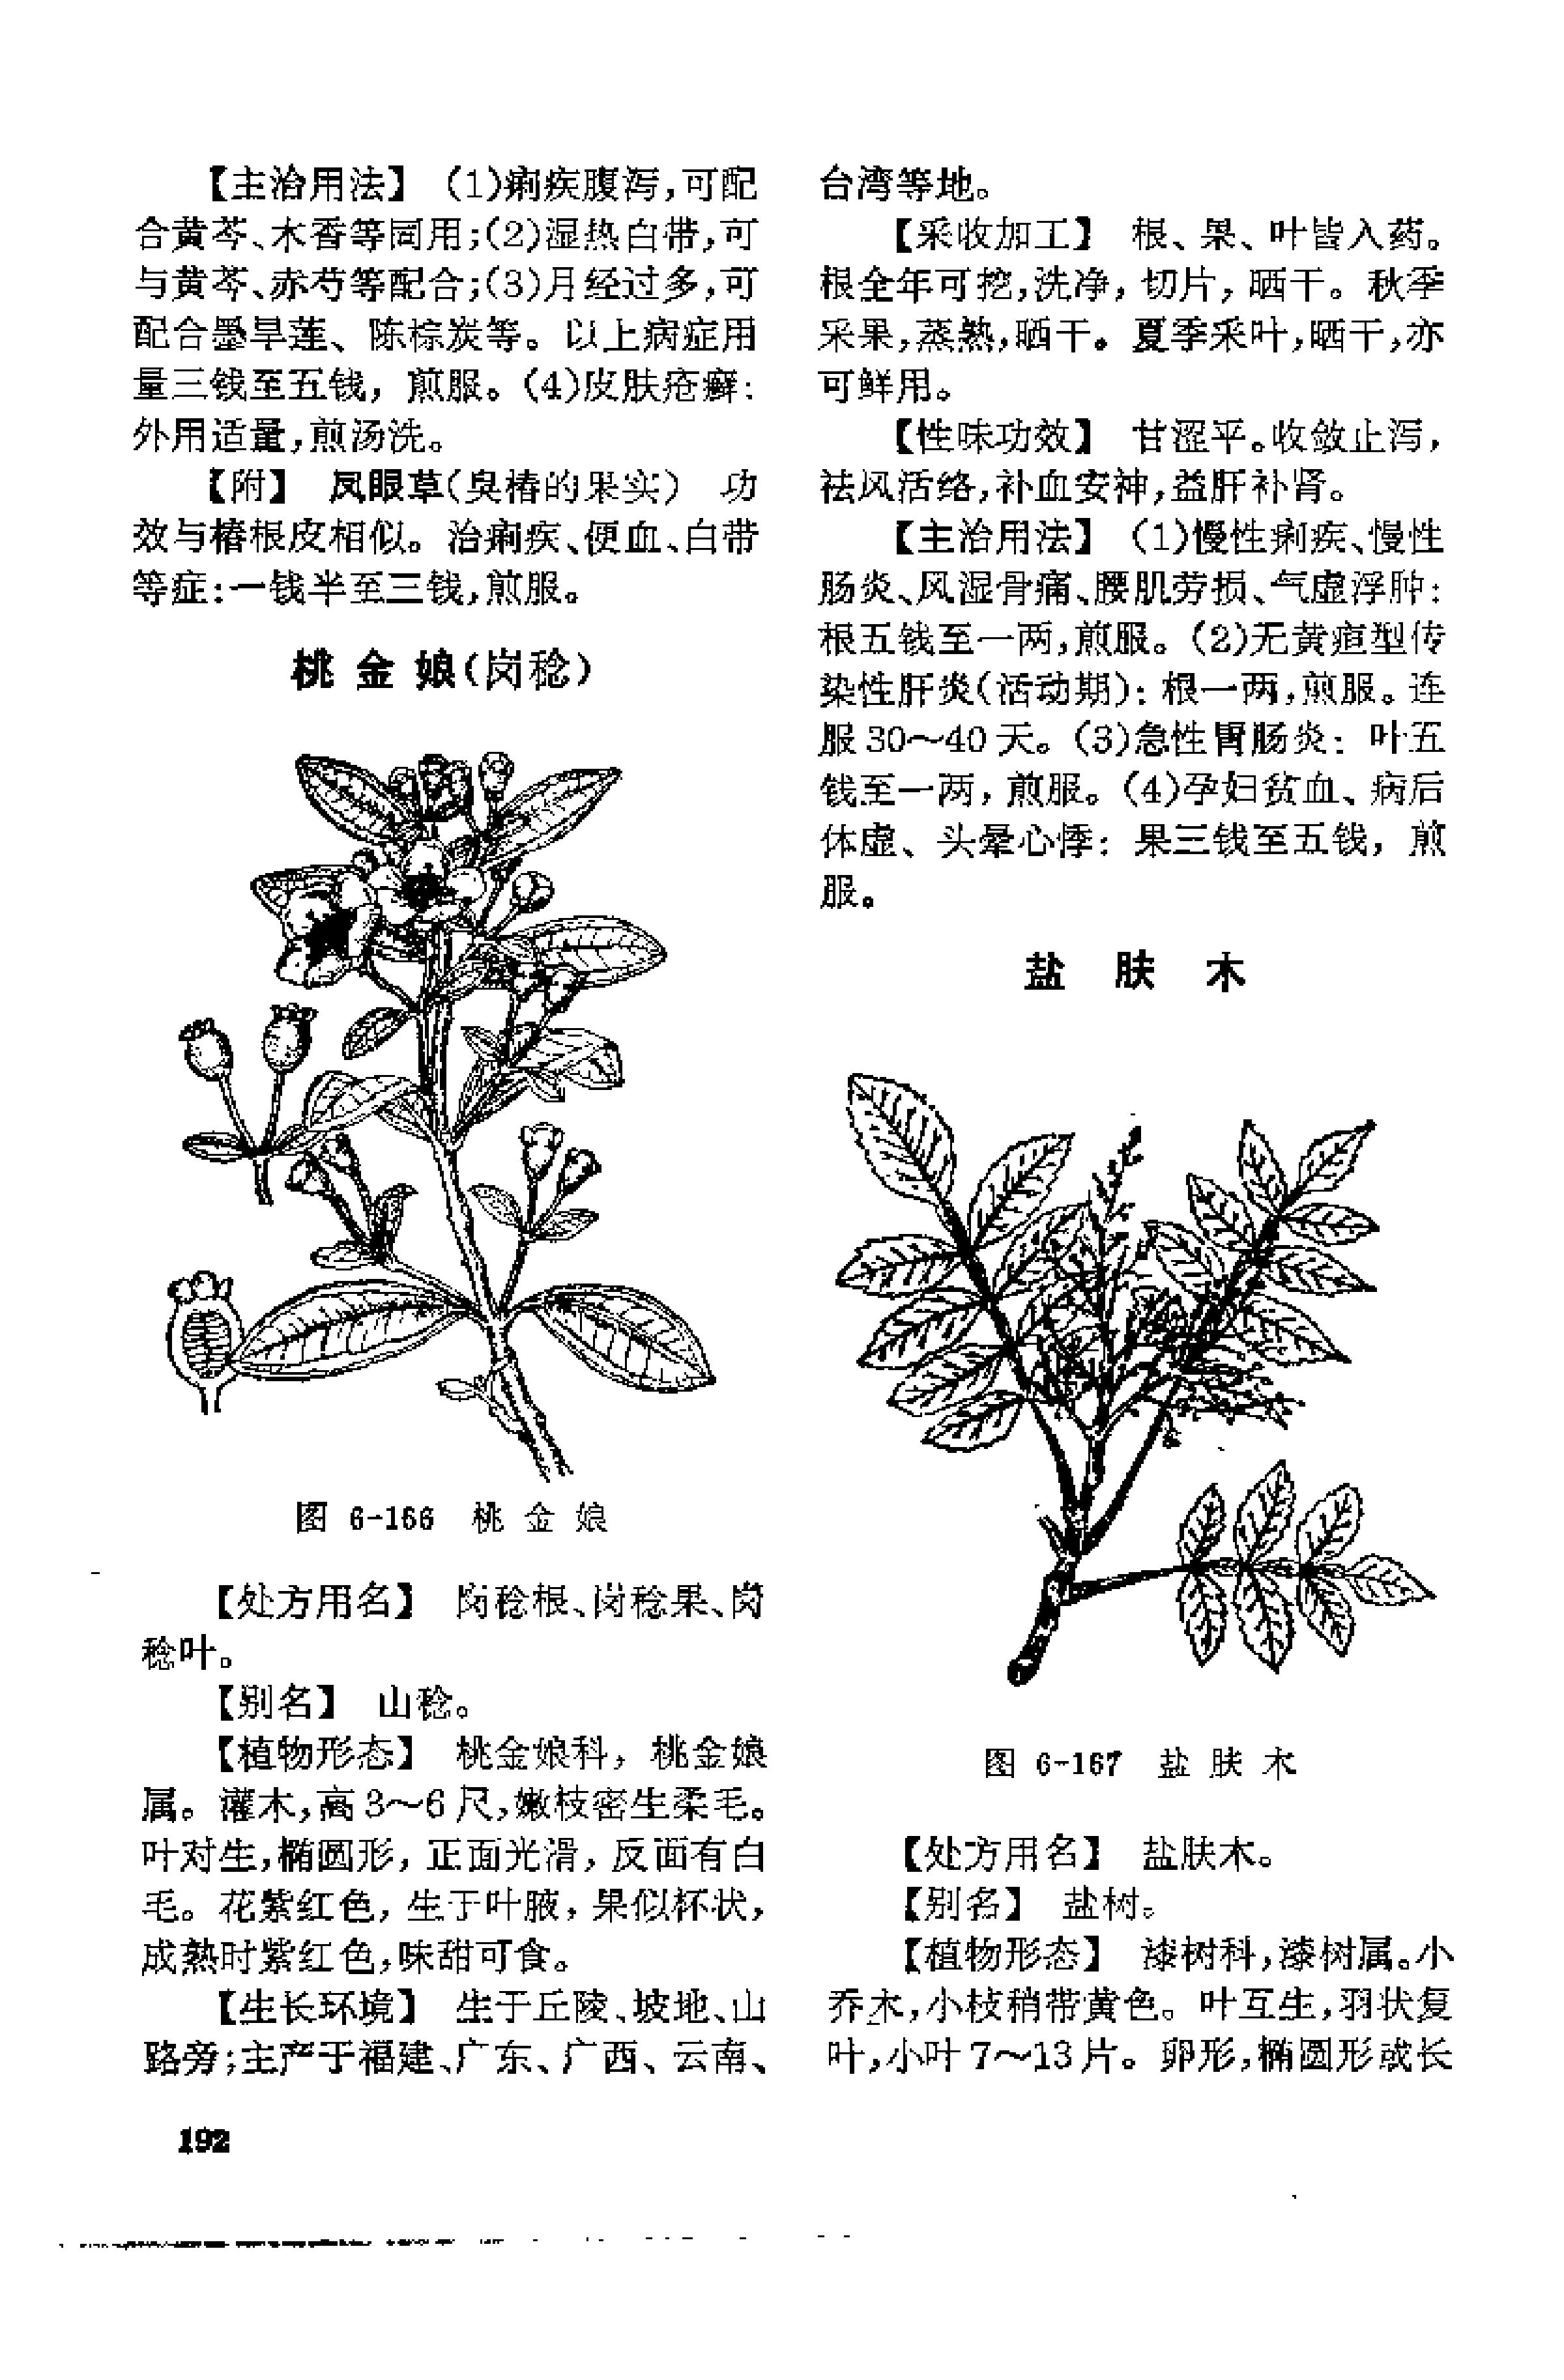 【主治用法】 (1)痢疾腹泻,可配
合黄芩、木香等同用;(2)湿热白带,可
与黄芩、赤芍等配合;(3)月经过多,可
配合墨旱莲、陈棕炭等。以上病症用
量三钱至五钱,煎服。(4)皮肤疮癣:
外用适量,煎汤洗。
【附】 凤眼草(臭椿的果实) 功
效与椿根皮相似。治痢疾、便血、白带
等症:一钱半至三钱,煎服。
桃金娘(岗稔)
图 6-166 桃金娘
【处方用名】 岗稔根、岗稔果、岗
稔叶。
【别名】 山稔。
【植物形态】 桃金娘科,桃金娘
属。灌木,高3～6尺,嫩枝密生柔毛。
叶对生,椭圆形,正面光滑,反面有白
毛。花紫红色,生于叶腋,果似杯状,
成熟时紫红色,味甜可食。
【生长环境】 生于丘陵、坡地、山
路旁;主产于福建、广东、广西、云南、
台湾等地。
【采收加工】 根、果、叶皆入药。
根全年可挖,洗净,切片,晒干。秋季
采果,蒸熟,晒干。夏季采叶,晒干,亦
可鲜用。
【性味功效】 甘涩平。收敛止泻,
祛风活络,补血安神,益肝补肾。
【主治用法】 (1)慢性痢疾、慢性
肠炎、风湿骨痛、腰肌劳损、气虚浮肿:
根五钱至一两,煎服。(2)无黄疸型传
染性肝炎(活动期):根一两,煎服。连
服30～40天。(3)急性胃肠炎:叶五
钱至一两,煎服。(4)孕妇贫血、病后
体虚、头晕心悸:果三钱至五钱,煎
服。
盐肤木
图 6-167 盐肤木
【处方用名】 盐肤木。
【别名】 盐树。
【植物形态】 漆树科,漆树属。小
乔木,小枝稍带黄色。叶互生,羽状复
叶,小叶7～13片。卵形,椭圆形或长
192